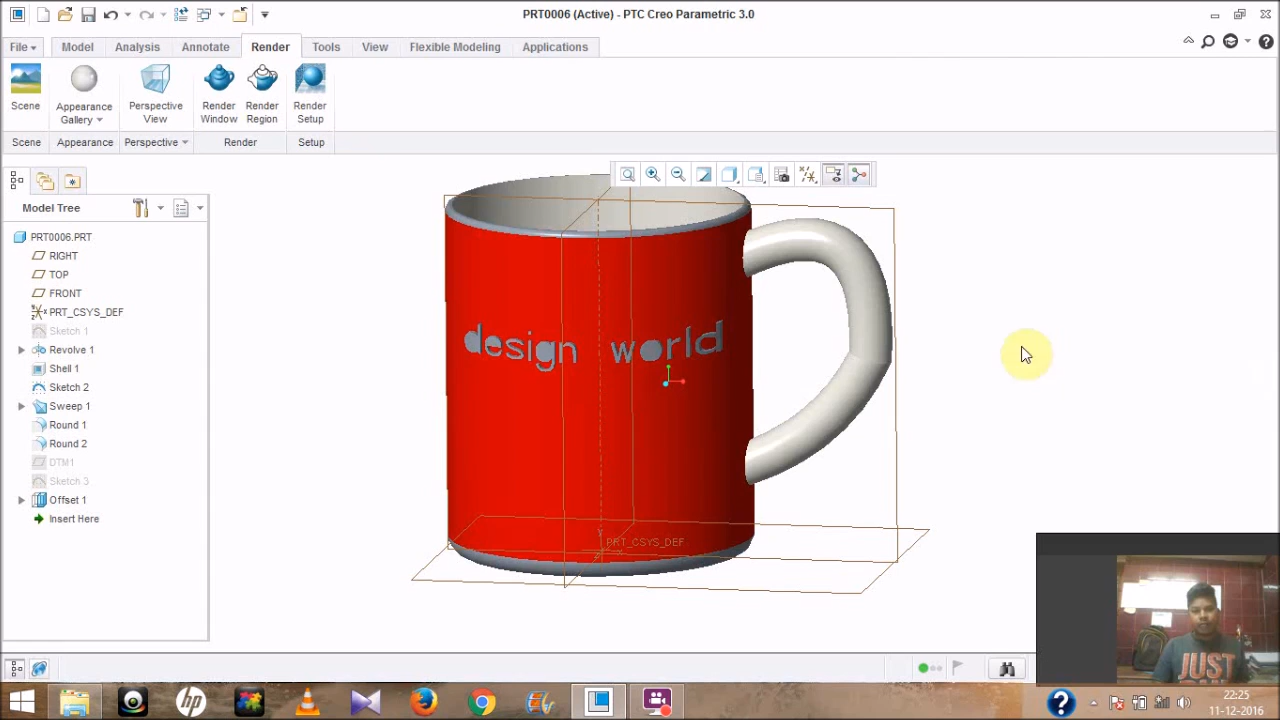 PRT0006 (Active) - PTC Creo Parametric 3.0
File Model Analysis Annotate Render Tools View Flexible Modeling Applications
Scene Appearance Gallery Perspective View Render Window Render Region Render Setup
Scene Appearance Perspective Render Setup
Model Tree
PRT0006.PRT
RIGHT
TOP
FRONT
PRT_CSYS_DEF
Sketch 1
Revolve 1
Shell 1
Sketch 2
Sweep 1
Round 1
Round 2
DTM1
Sketch 3
Offset 1
Insert Here
design world
PRT_CSYS_DEF
JUST
hp
22:25
11-12-2016